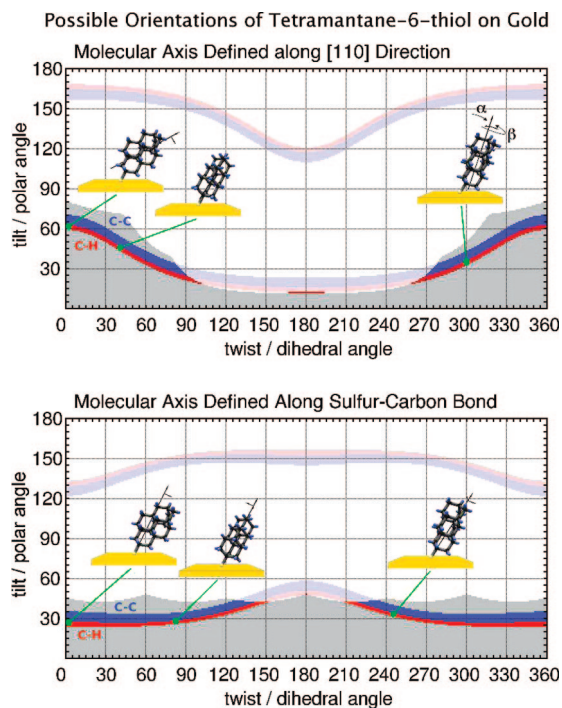 Possible Orientations of Tetramantane-6-thiol on Gold
Molecular Axis Defined along [110] Direction
180
150
120
90
60
30
tilt / polar angle
α
β
C-C
C-H
0 30 60 90 120 150 180 210 240 270 300 330 360
twist / dihedral angle
Molecular Axis Defined Along Sulfur-Carbon Bond
180
150
120
90
60
30
tilt / polar angle
C-C
C-H
0 30 60 90 120 150 180 210 240 270 300 330 360
twist / dihedral angle